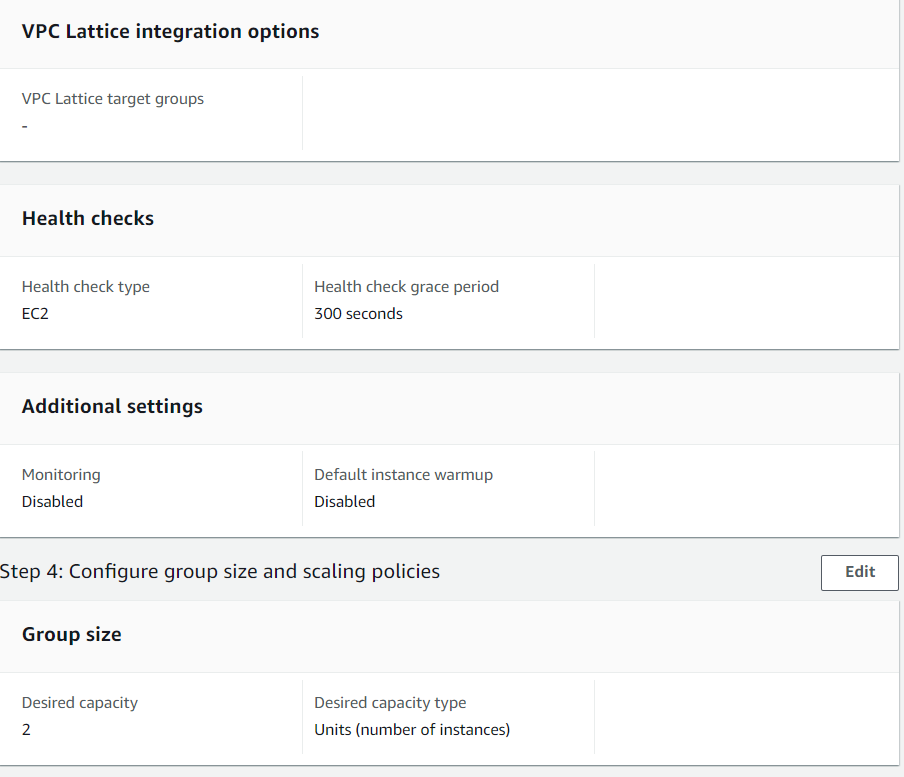 VPC Lattice integration options
VPC Lattice target groups
-
Health checks
Health check type
EC2
Health check grace period
300 seconds
Additional settings
Monitoring
Disabled
Default instance warmup
Disabled
Step 4: Configure group size and scaling policies
Edit
Group size
Desired capacity
2
Desired capacity type
Units (number of instances)